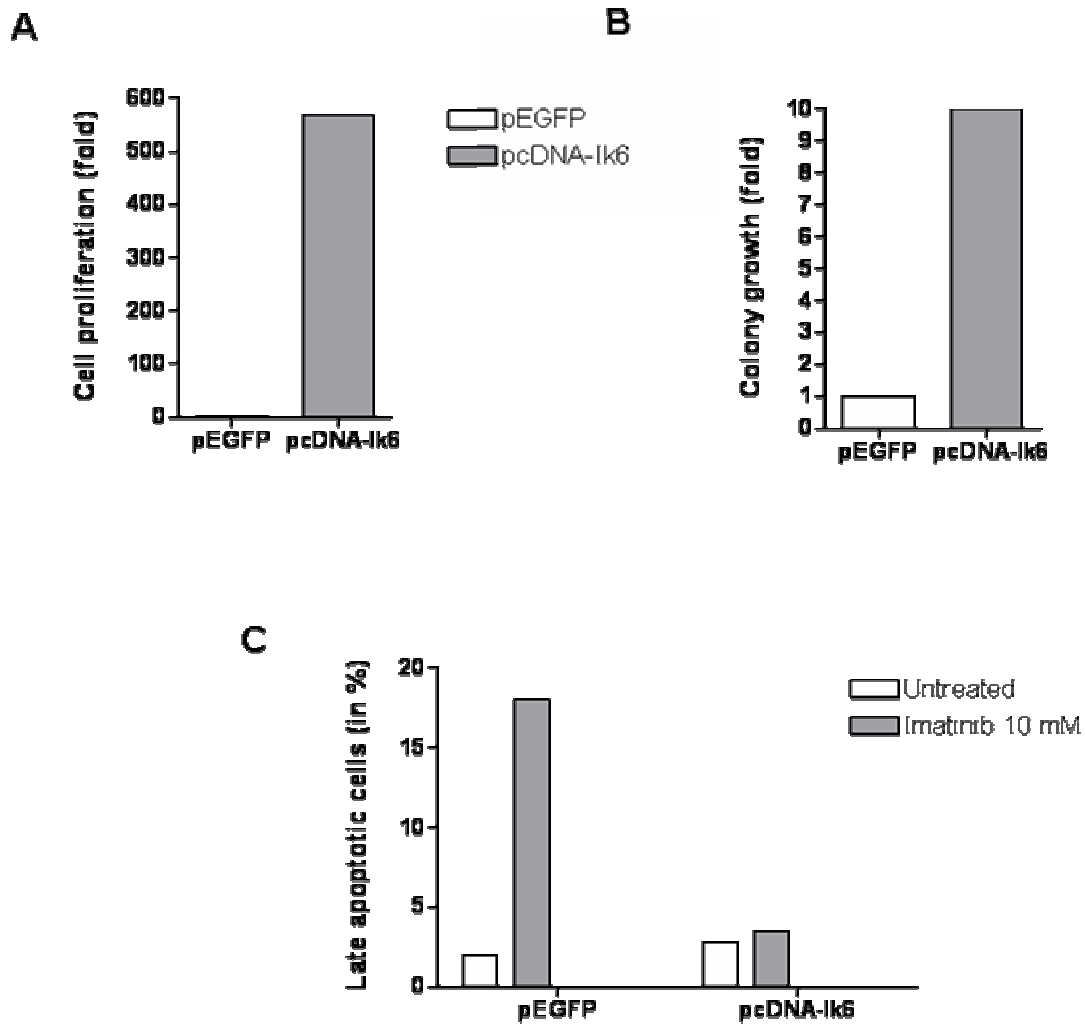 A
Cell proliferation (fold)
600
500
400
300
200
100
0
pEGFP
pcDNA-Ik6
pEGFP
pcDNA-Ik6
B
Colony growth (fold)
10
9
8
7
6
5
4
3
2
1
0
pEGFP
pcDNA-Ik6
C
Late apoptotic cells (in %)
20
15
10
5
0
pEGFP
pcDNA-Ik6
Untreated
Imatinib 10 mM